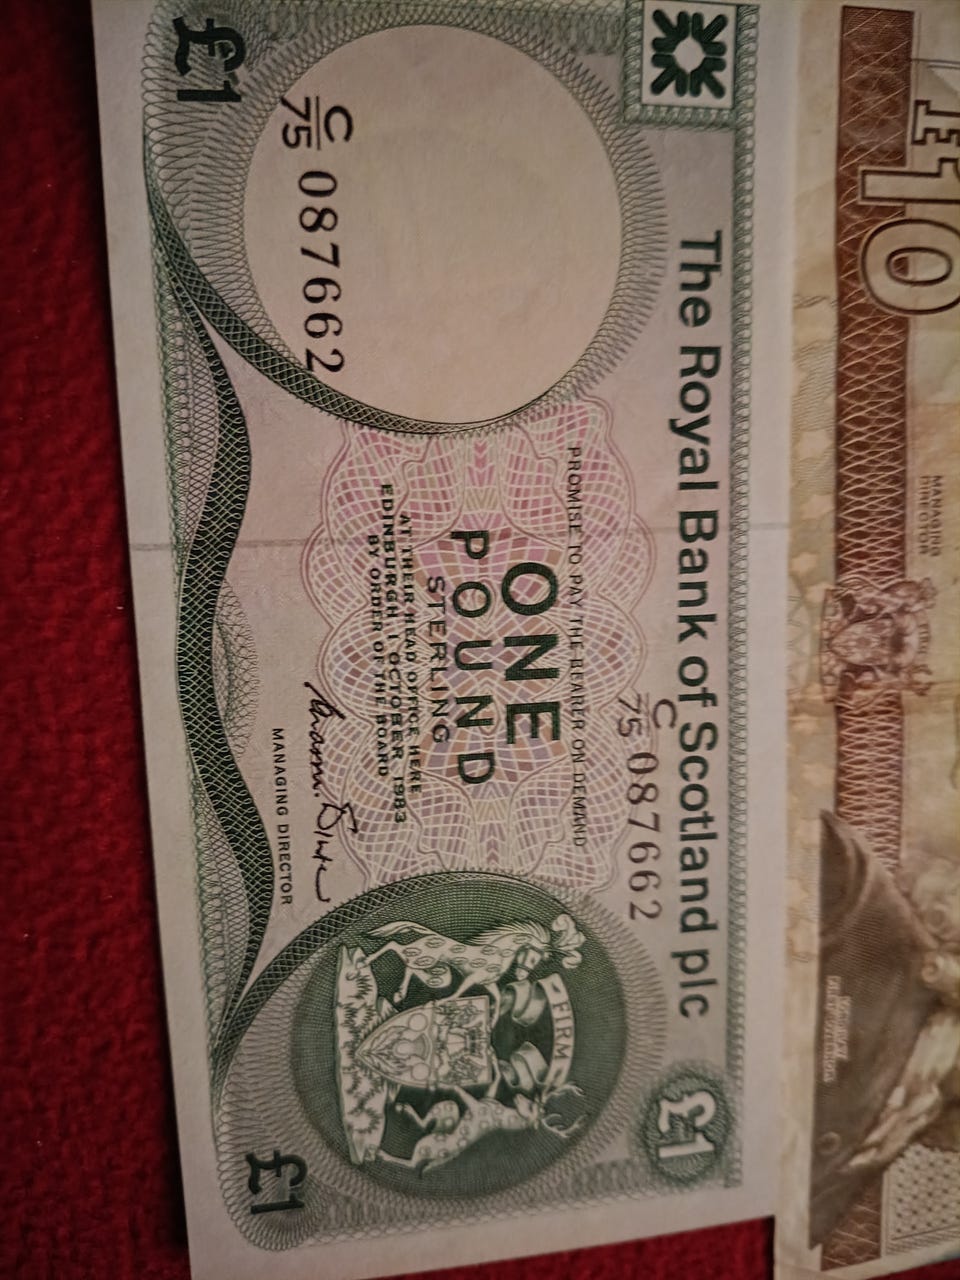 The Royal Bank of Scotland plc
£1
C
75 087662
PROMISE TO PAY THE BEARER ON DEMAND
ONE
POUND
STERLING
AT THEIR HEAD OFFICE HERE
EDINBURGH 1 OCTOBER 1983
BY ORDER OF THE BOARD
MANAGING DIRECTOR
C
75 087662
FIRM
£1
£1
£10
MANAGING
DIRECTOR